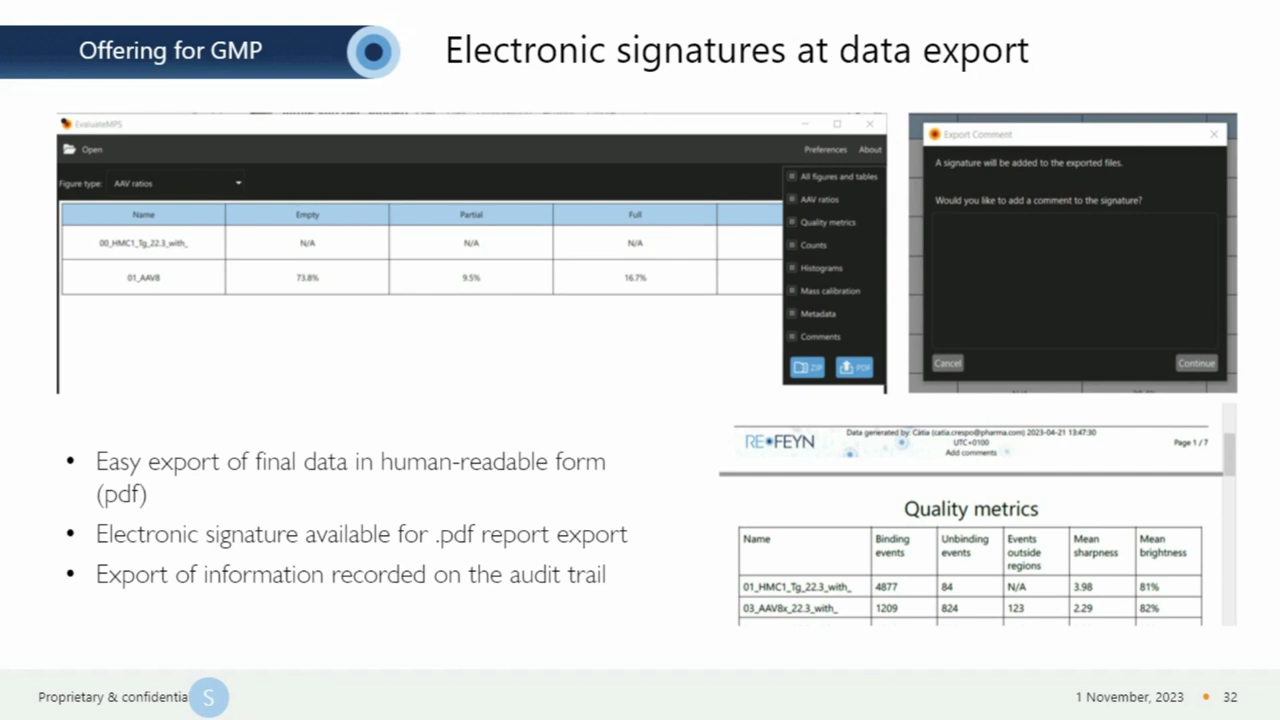 Offering for GMP
Electronic signatures at data export
EvaluateMPS
Open
Preferences About
Figure type: AAV ratios
Name Empty Partial Full
00_HMC1_Tg_22.3_with_ N/A N/A N/A
01_AAV8 73.8% 9.5% 16.7%
All figures and tables
AAV ratios
Quality metrics
Counts
Histograms
Mass calibration
Metadata
Comments
ZIP PDF
Export Comment
A signature will be added to the exported files.
Would you like to add a comment to the signature?
Cancel Continue
• Easy export of final data in human-readable form
(pdf)
• Electronic signature available for .pdf report export
• Export of information recorded on the audit trail
REFEYN
Data generated by: Cátia (catia.crespo@pharma.com) 2023-04-21 13:47:30
UTC+0100
Add comments
Page 1 / 7
Quality metrics
Name Binding events Unbinding events Events outside regions Mean sharpness Mean brightness
01_HMC1_Tg_22.3_with_ 4877 84 N/A 3.98 81%
03_AAV8x_22.3_with_ 1209 824 123 2.29 82%
Proprietary & confidentia
S
1 November, 2023 • 32